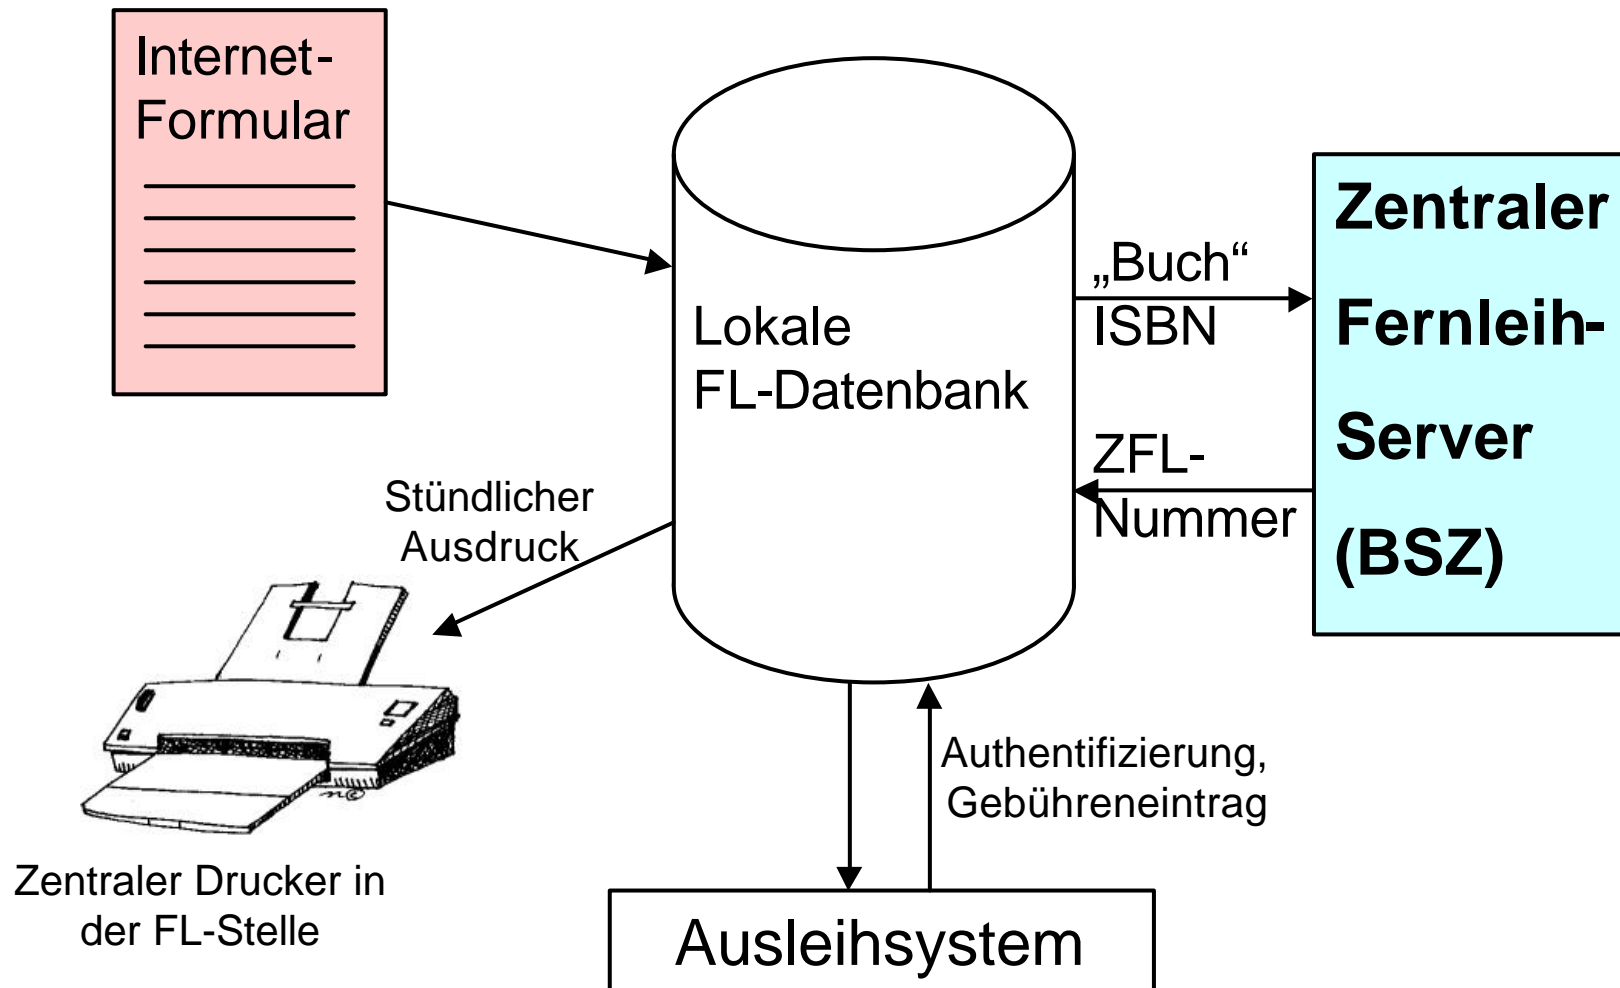 Internet-
Formular
Lokale
FL-Datenbank
„Buch“
ISBN
ZFL-
Nummer
Zentraler
Fernleih-
Server
(BSZ)
Stündlicher
Ausdruck
Zentraler Drucker in
der FL-Stelle
Authentifizierung,
Gebühreneintrag
Ausleihsystem